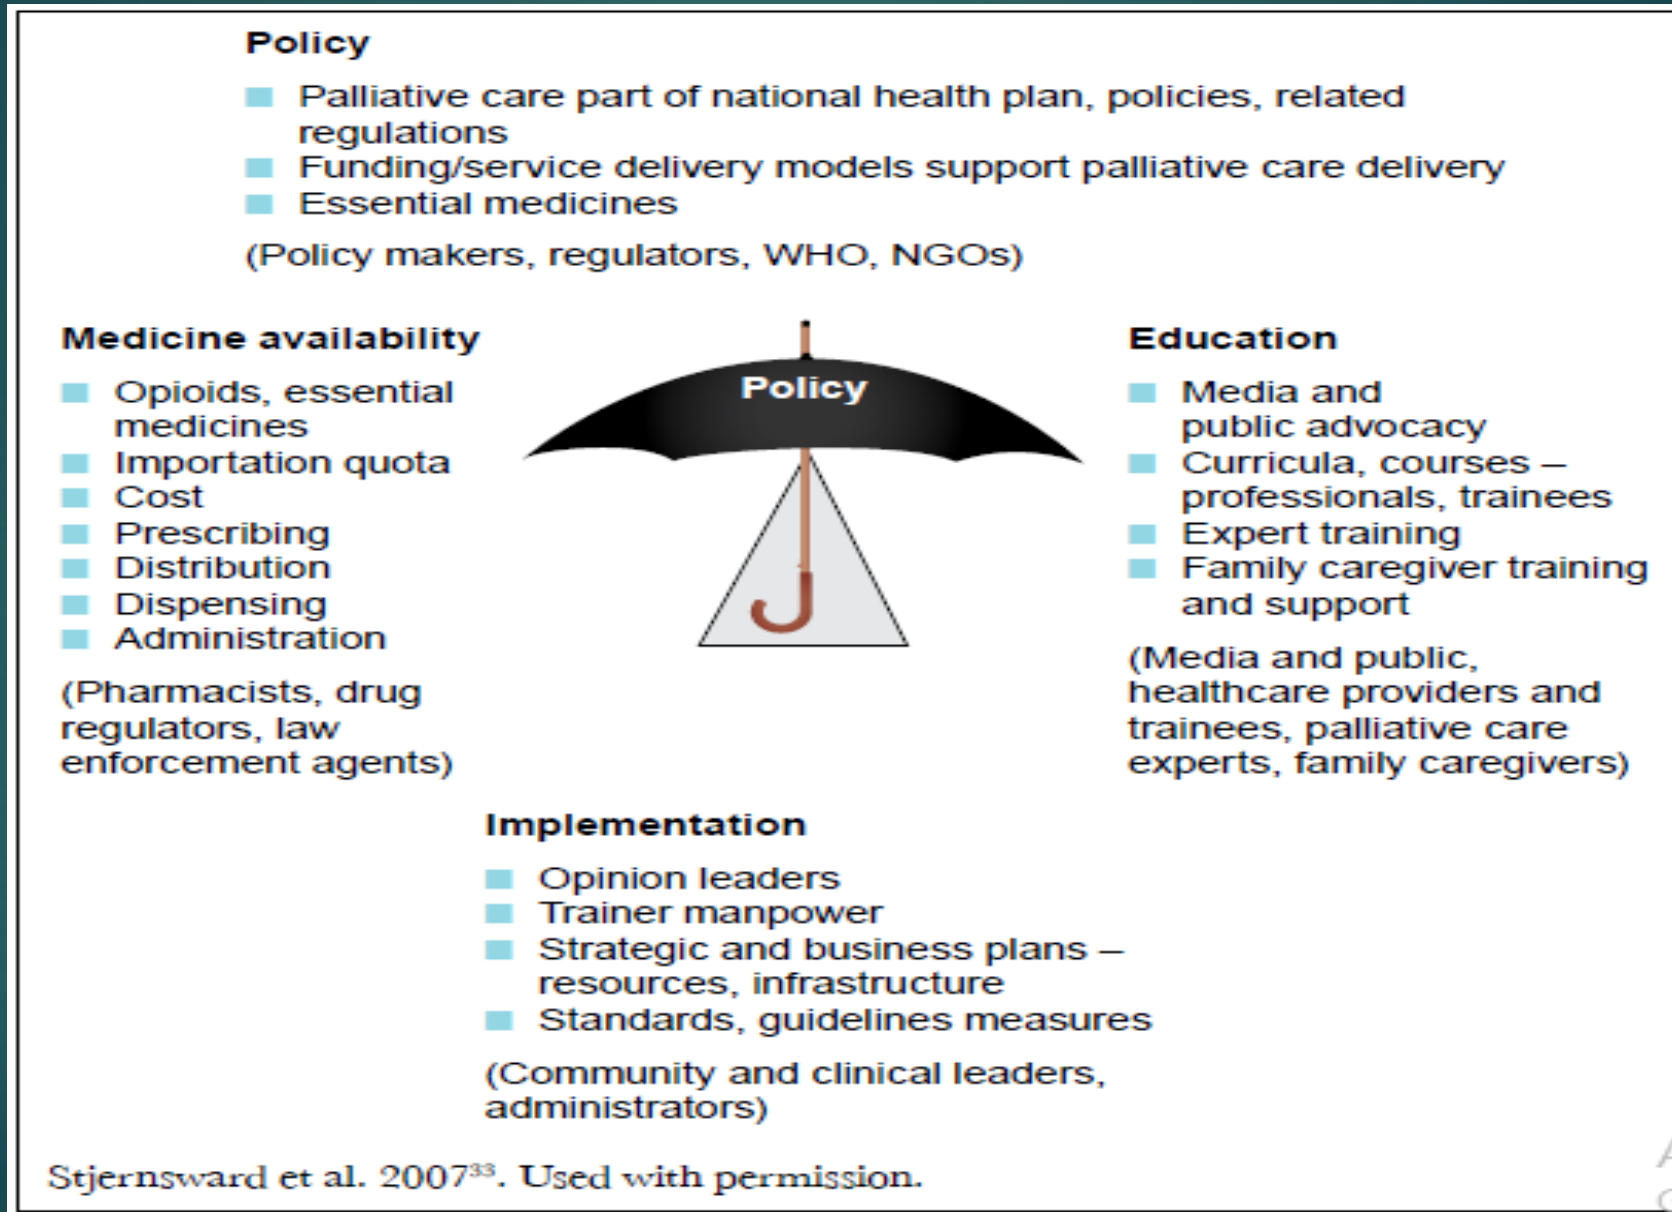 Policy
Palliative care part of national health plan, policies, related
regulations
Funding/service delivery models support palliative care delivery
Essential medicines
(Policy makers, regulators, WHO, NGOs)
Medicine availability
Opioids, essential
medicines
Importation quota
Cost
Prescribing
Distribution
Dispensing
Administration
(Pharmacists, drug
regulators, law
enforcement agents)
Policy
Education
Media and
public advocacy
Curricula, courses –
professionals, trainees
Expert training
Family caregiver training
and support
(Media and public,
healthcare providers and
trainees, palliative care
experts, family caregivers)
Implementation
Opinion leaders
Trainer manpower
Strategic and business plans –
resources, infrastructure
Standards, guidelines measures
(Community and clinical leaders,
administrators)
Stjernsward et al. 2007³³. Used with permission.